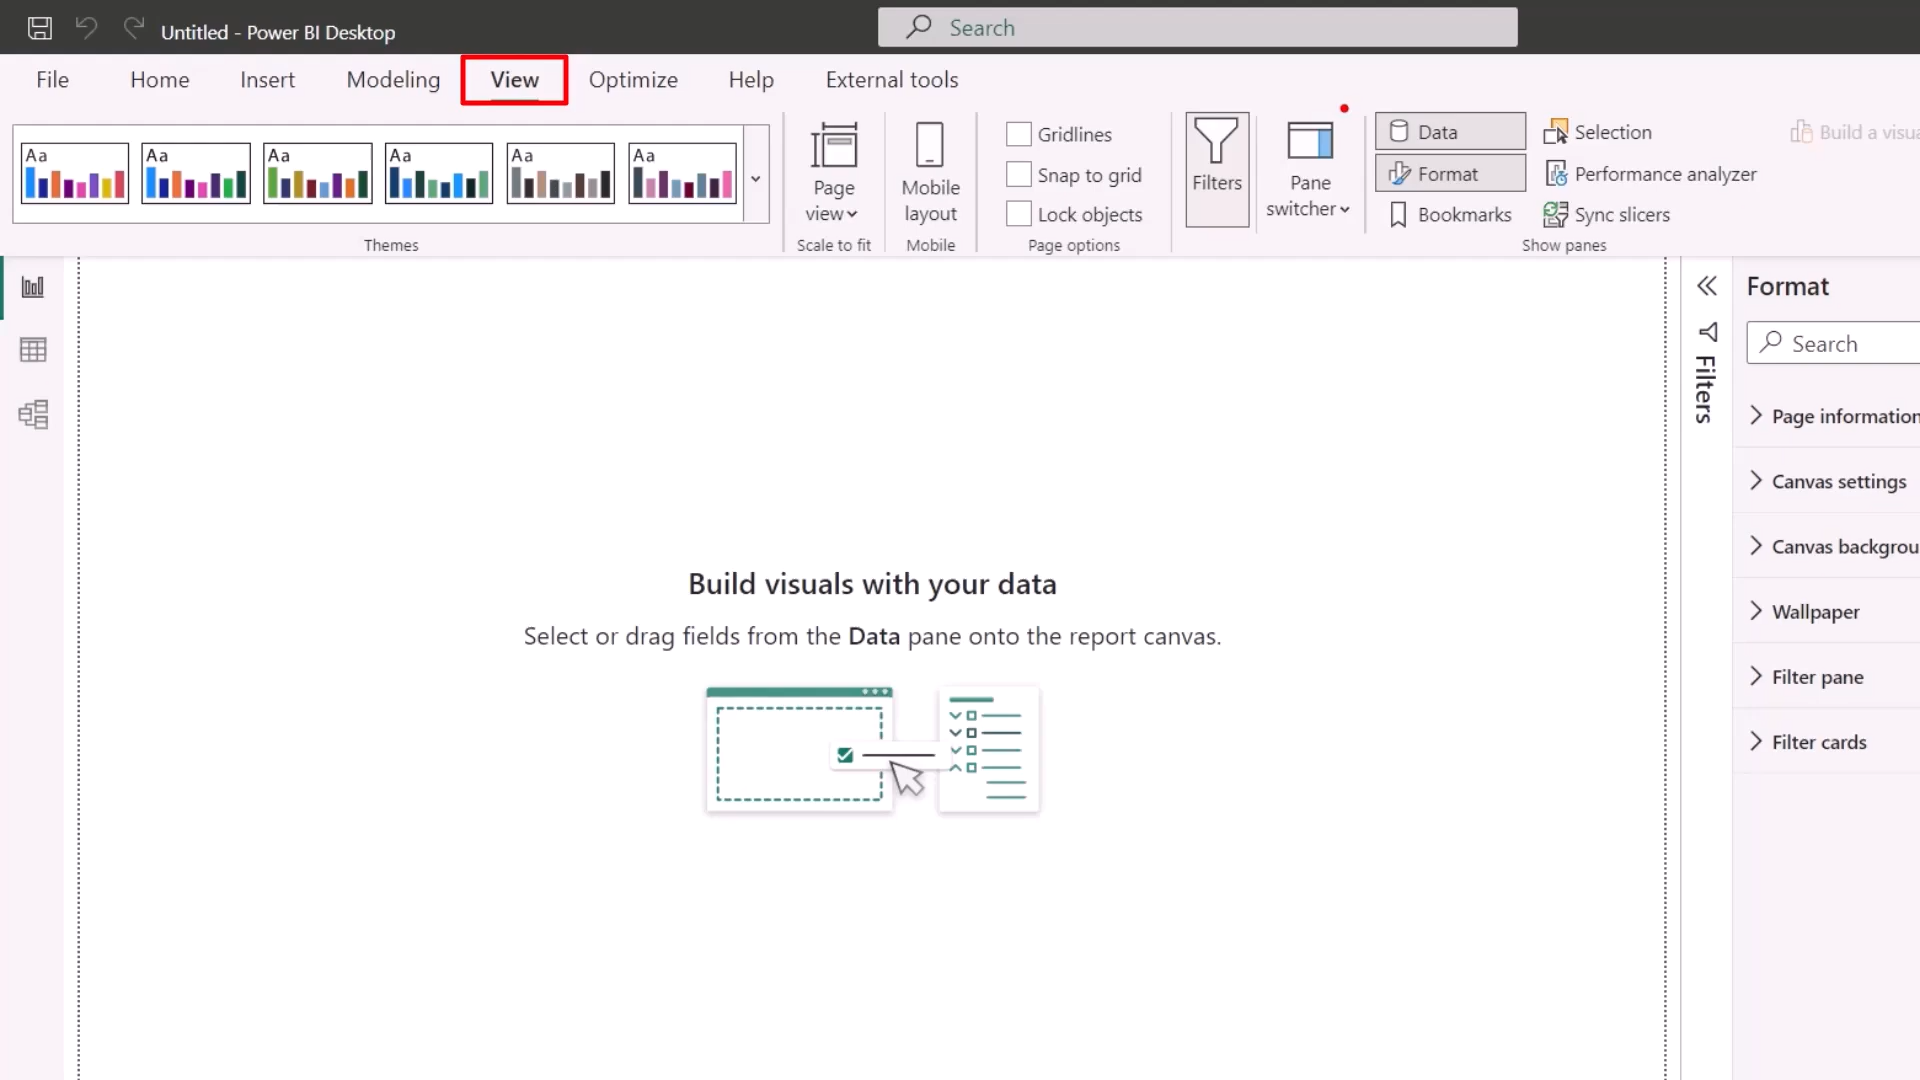 Untitled - Power BI Desktop
Search
File Home Insert Modeling View Optimize Help External tools
Aa Aa Aa Aa Aa Aa
Themes
Page
view
Scale to fit
Mobile
layout
Mobile
Gridlines
Snap to grid
Lock objects
Page options
Filters
Pane
switcher
Data
Format
Bookmarks
Selection
Performance analyzer
Sync slicers
Show panes
Build a visua
Filters
Format
Search
Page information
Canvas settings
Canvas backgrou
Wallpaper
Filter pane
Filter cards
Build visuals with your data
Select or drag fields from the Data pane onto the report canvas.